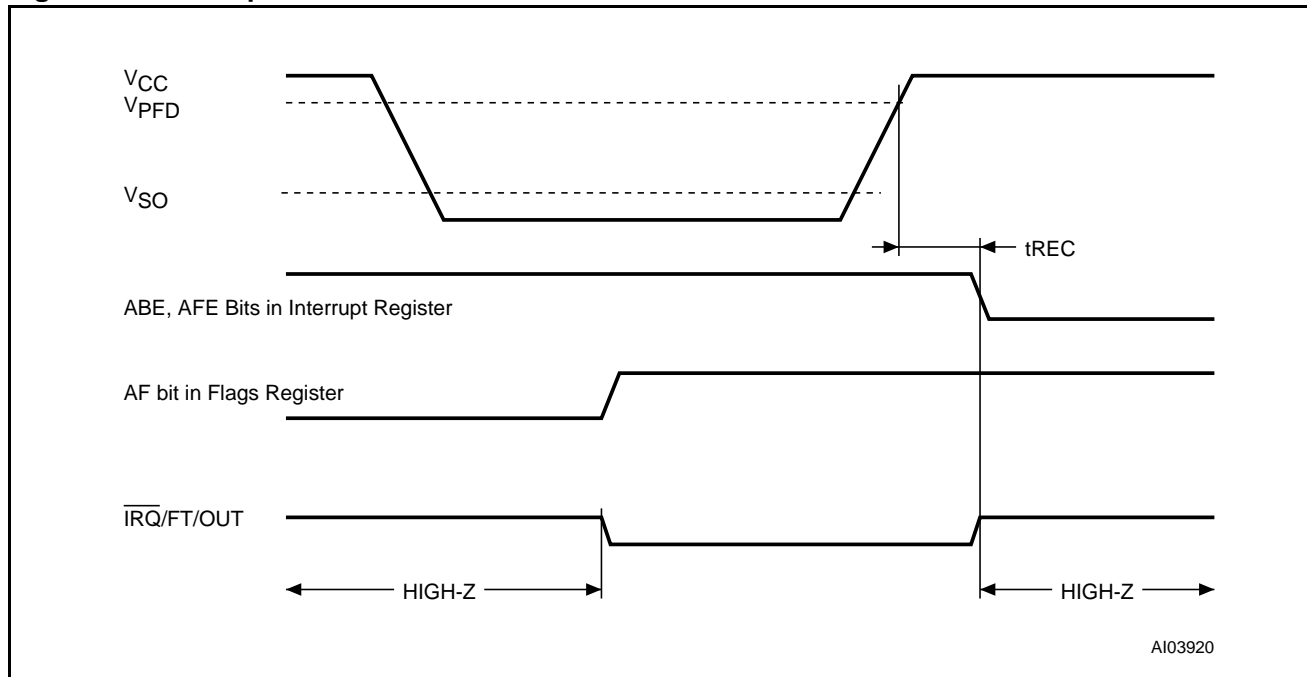 VCC
VPFD
VSO
tREC
ABE, AFE Bits in Interrupt Register
AF bit in Flags Register
IRQ/FT/OUT
HIGH-Z
HIGH-Z
AI03920